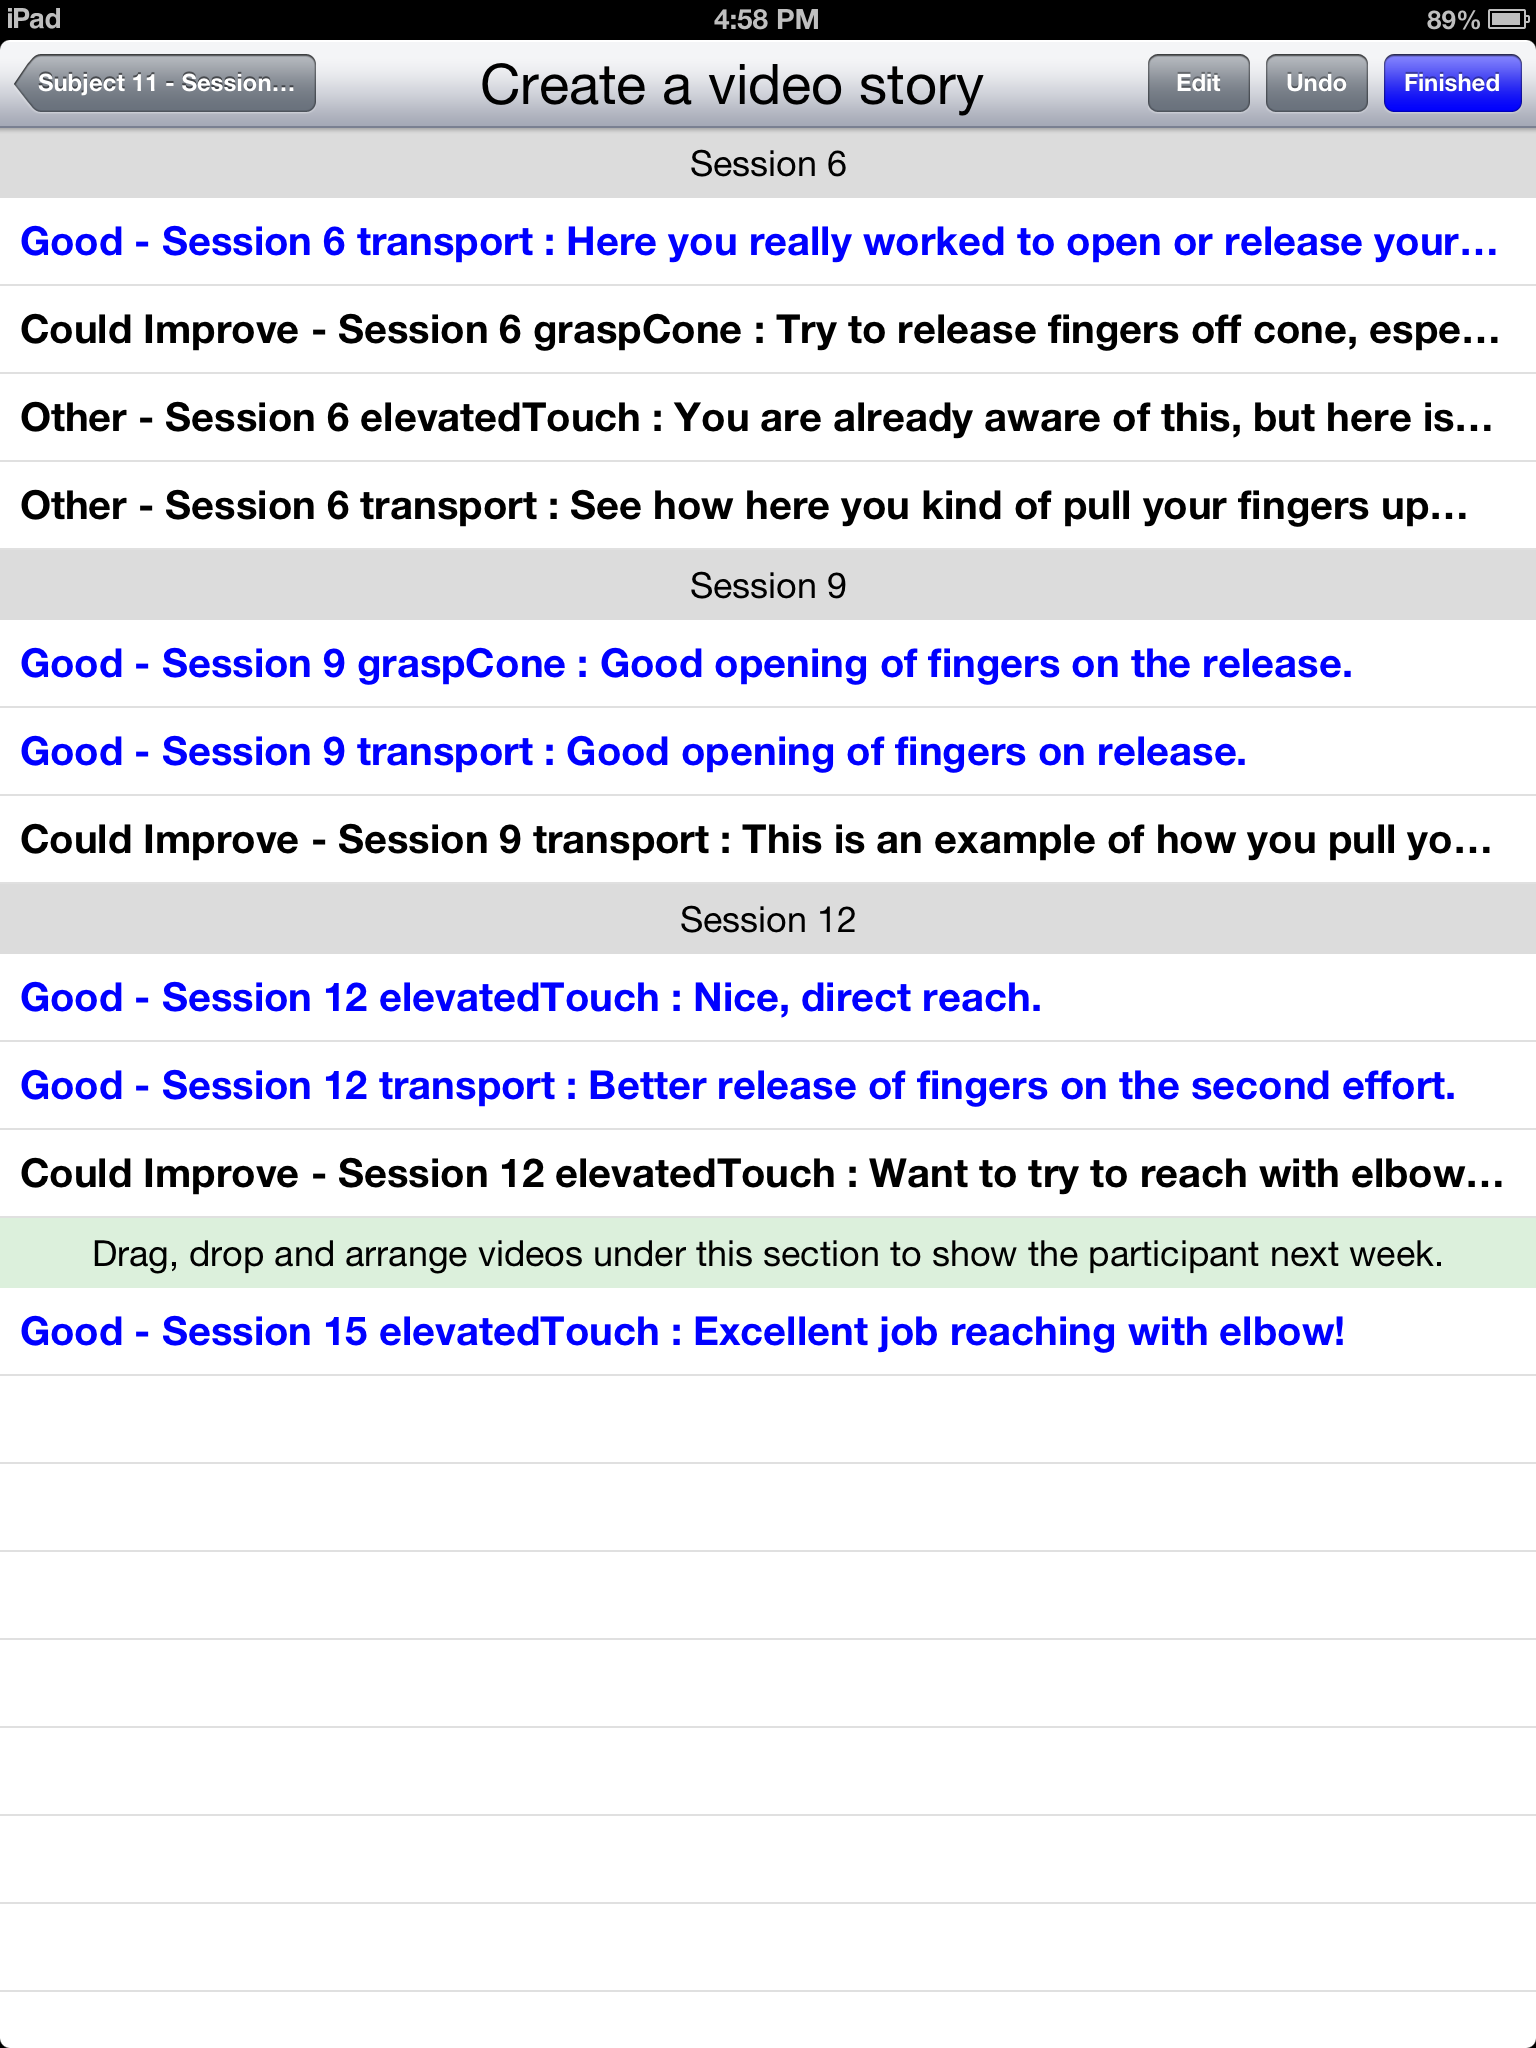 iPad 4:58 PM 89%
Subject 11 - Session... Create a video story Edit Undo Finished
Session 6
Good - Session 6 transport : Here you really worked to open or release your...
Could Improve - Session 6 graspCone : Try to release fingers off cone, espe...
Other - Session 6 elevatedTouch : You are already aware of this, but here is...
Other - Session 6 transport : See how here you kind of pull your fingers up...
Session 9
Good - Session 9 graspCone : Good opening of fingers on the release.
Good - Session 9 transport : Good opening of fingers on release.
Could Improve - Session 9 transport : This is an example of how you pull yo...
Session 12
Good - Session 12 elevatedTouch : Nice, direct reach.
Good - Session 12 transport : Better release of fingers on the second effort.
Could Improve - Session 12 elevatedTouch : Want to try to reach with elbow...
Drag, drop and arrange videos under this section to show the participant next week.
Good - Session 15 elevatedTouch : Excellent job reaching with elbow!